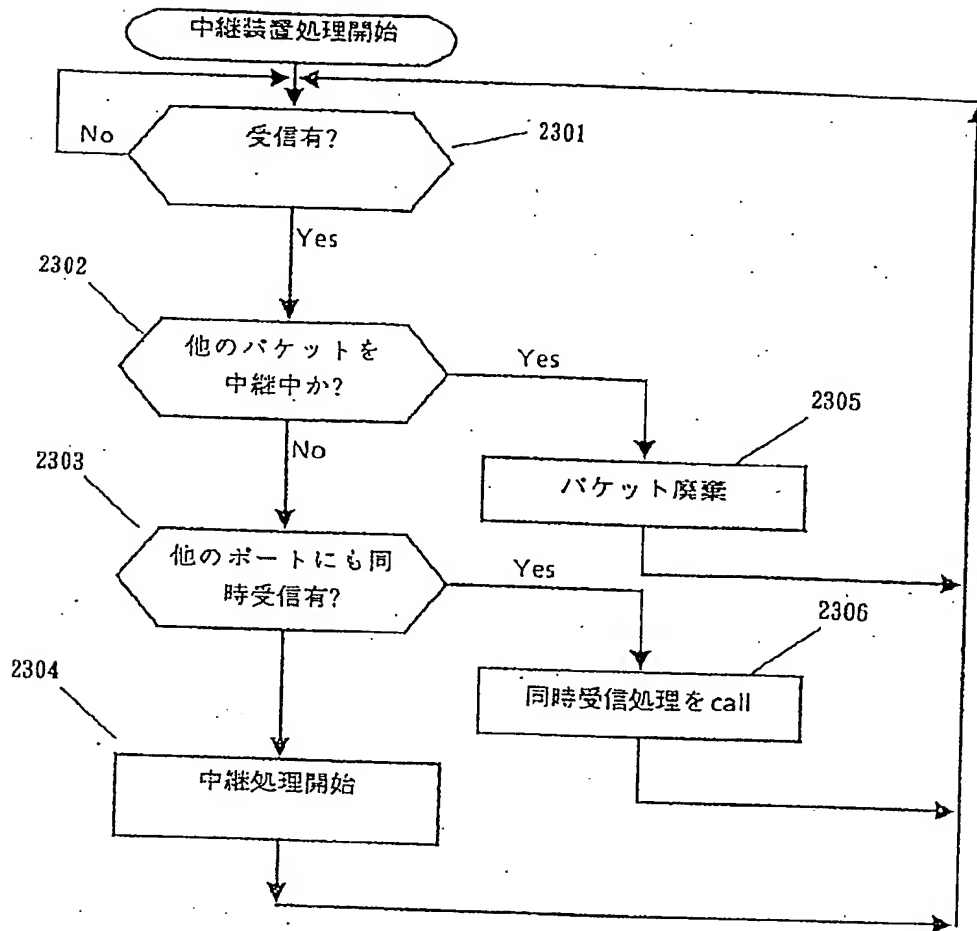 中継装置処理開始
受信有?
2301
No
Yes
2302
他のパケットを
中継中か?
Yes
2305
No
パケット廃棄
2303
他のポートにも同
時受信有?
Yes
2306
同時受信処理をcall
2304
中継処理開始